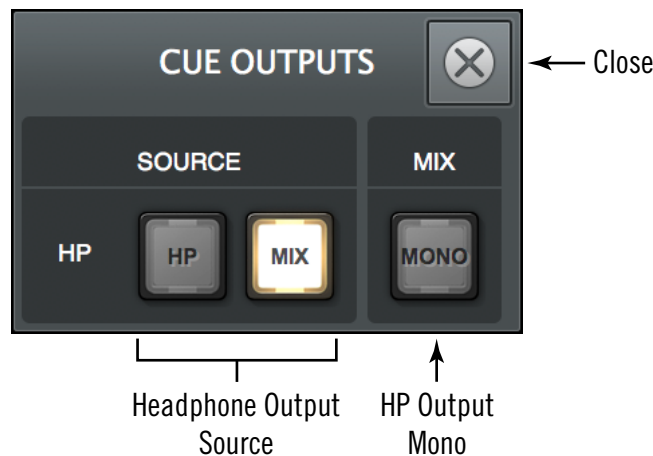 CUE OUTPUTS
Close
SOURCE
MIX
HP
HP
MIX
MONO
Headphone Output
Source
HP Output
Mono